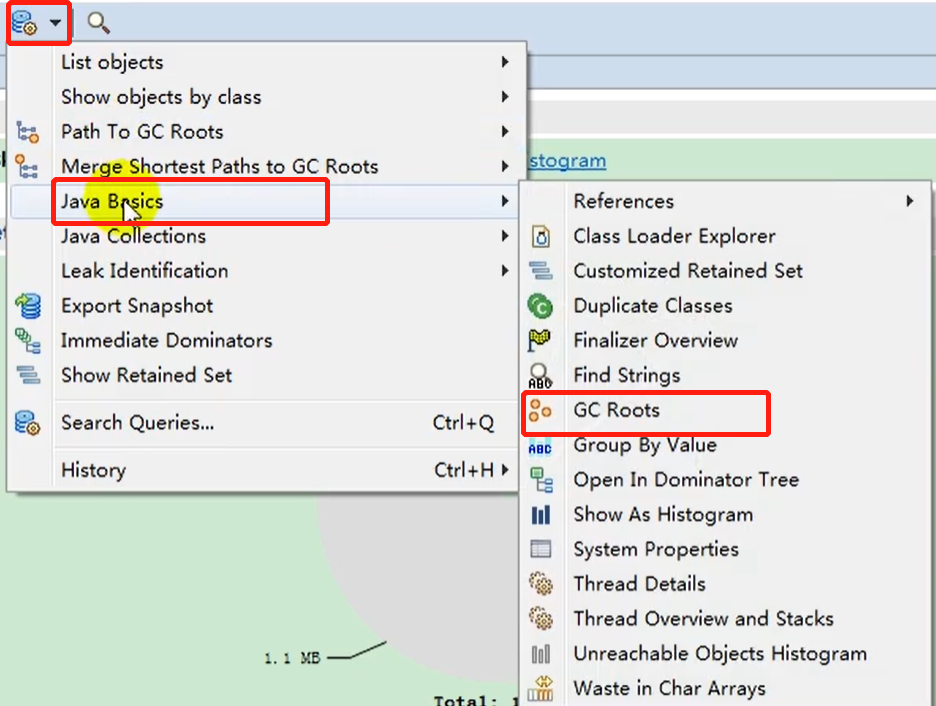 List objects
Show objects by class
Path To GC Roots
Merge Shortest Paths to GC Roots
Java Basics
Java Collections
Leak Identification
Export Snapshot
Immediate Dominators
Show Retained Set
Search Queries... Ctrl+Q
History Ctrl+H
stogram
References
Class Loader Explorer
Customized Retained Set
Duplicate Classes
Finalizer Overview
Find Strings
GC Roots
Group By Value
Open In Dominator Tree
Show As Histogram
System Properties
Thread Details
Thread Overview and Stacks
Unreachable Objects Histogram
Waste in Char Arrays
1.1 MB
Total: